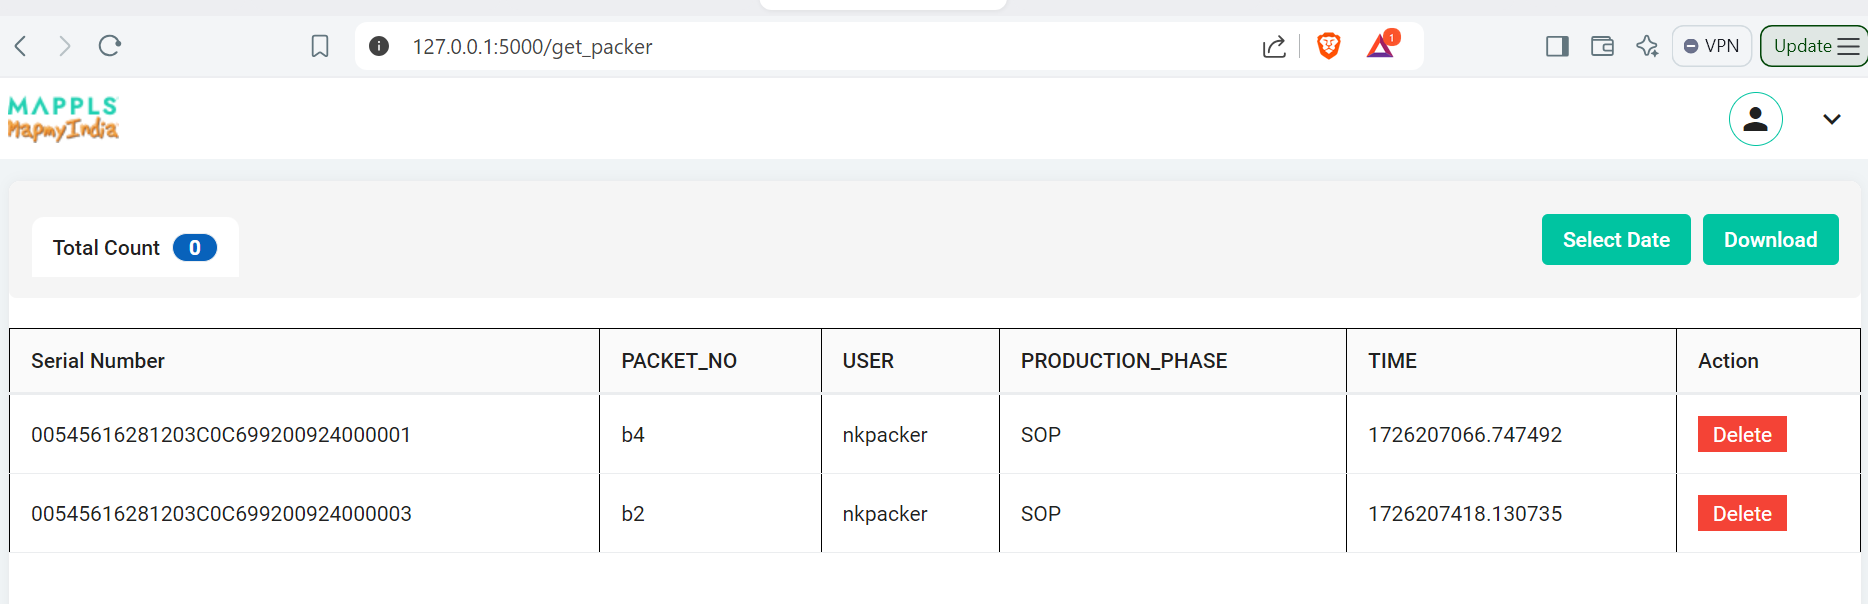 127.0.0.1:5000/get_packer
1
VPN
Update
MAPPLS
MapmyIndia
Total Count 0
Select Date
Download
Serial Number PACKET_NO USER PRODUCTION_PHASE TIME Action
00545616281203C0C699200924000001 b4 nkpacker SOP 1726207066.747492 Delete
00545616281203C0C699200924000003 b2 nkpacker SOP 1726207418.130735 Delete